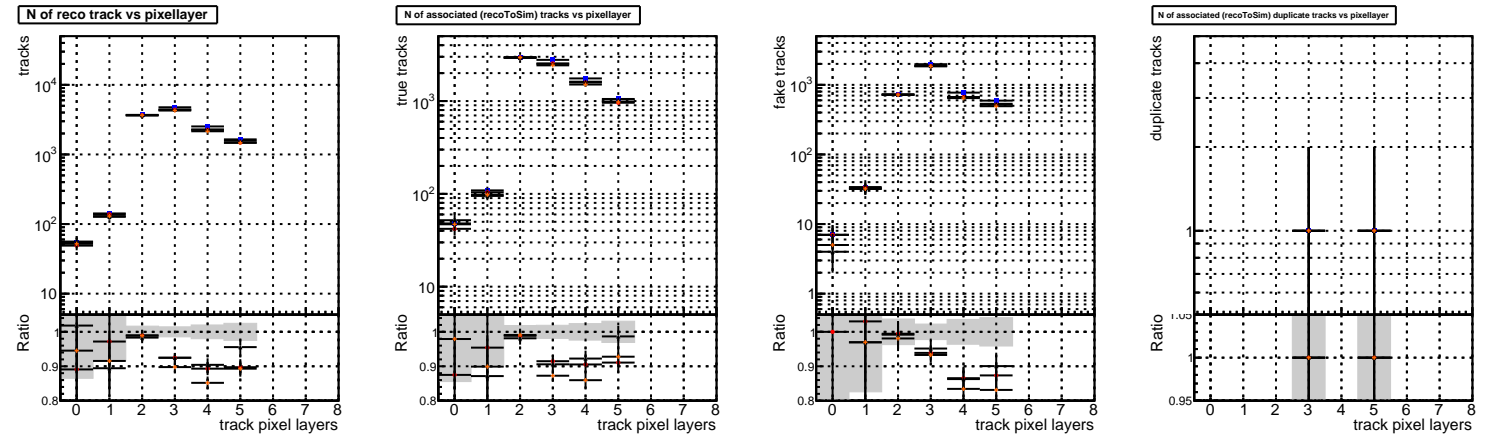 N of reco track vs pixellayer
tracks
10^4
10^3
10^2
10
Ratio
1
0.9
0.8
0 1 2 3 4 5 6 7 8
track pixel layers
N of associated (recoToSim) tracks vs pixellayer
true tracks
10^3
10^2
10
Ratio
1
0.9
0.8
0 1 2 3 4 5 6 7 8
track pixel layers
fake tracks
10^3
10^2
10
1
Ratio
1
0.9
0.8
0 1 2 3 4 5 6 7 8
track pixel layers
N of associated (recoToSim) duplicate tracks vs pixellayer
duplicate tracks
1
Ratio
1.05
1
0.95
0 1 2 3 4 5 6 7 8
track pixel layers